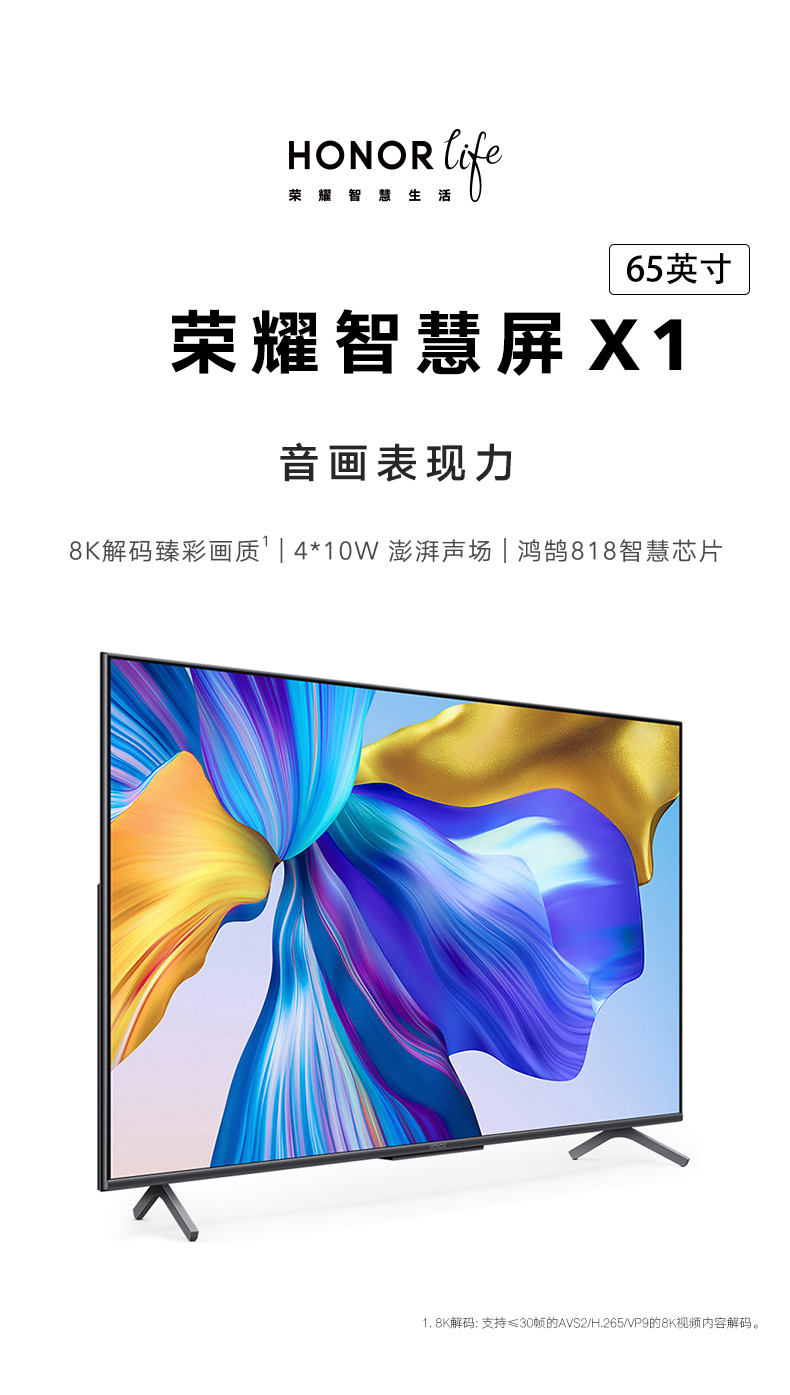 HONOR life
荣耀智慧生活
65英寸
荣耀智慧屏 X1
音画表现力
8K解码臻彩画质1 | 4*10W 澎湃声场 | 鸿鹄818智慧芯片
1. 8K解码: 支持≤30帧的AVS2/H.265/VP9的8K视频内容解码。